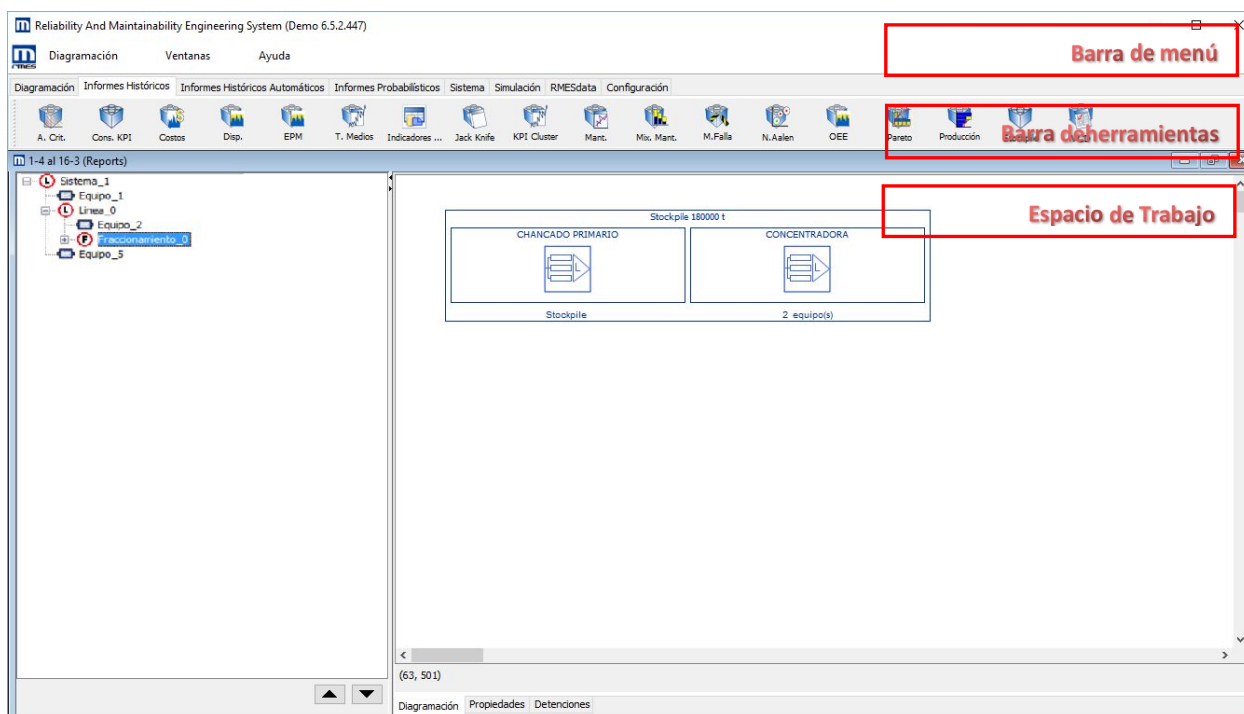 Reliability And Maintainability Engineering System (Demo 6.5.2.447)
Diagramación Ventanas Ayuda
Barra de menú
Diagramación Informes Históricos Informes Históricos Automáticos Informes Probabilísticos Sistema Simulación RMESdata Configuración
A. Crit. Cons. KPI Costos Disp. EPM T. Medios Indicadores ... Jack Knife KPI Cluster Mant. Mix. Mant. M.Falla N.Aalen OEE Pareto Producción
Barra deherramientas
1-4 al 16-3 (Reports)
Sistema_1
Equipo_1
Linea_0
Equipo_2
Fraccionamiento_0
Equipo_5
Espacio de Trabajo
Stockpile 180000 t
CHANCADO PRIMARIO CONCENTRADORA
L L
Stockpile 2 equipo(s)
(63, 501)
Diagramación Propiedades Detenciones